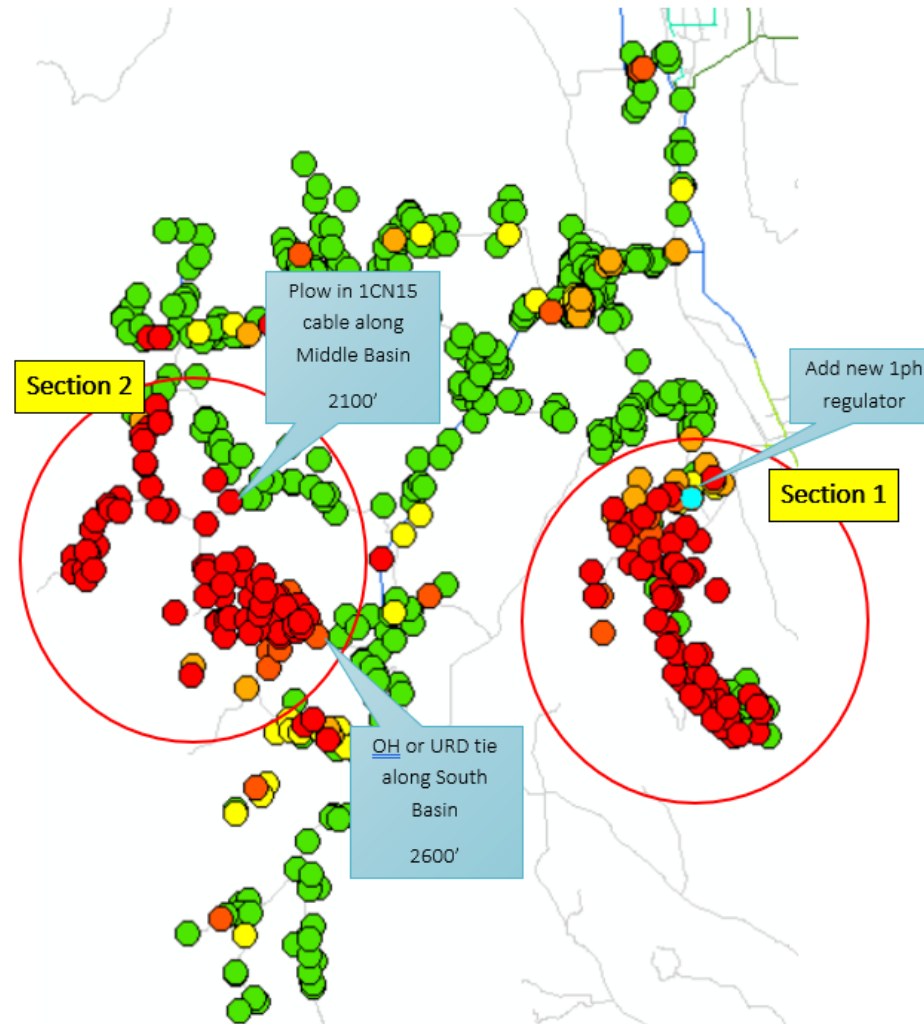 Plow in 1CN15
cable along
Middle Basin
2100’
Section 2
Add new 1ph
regulator
Section 1
OH or URD tie
along South
Basin
2600’